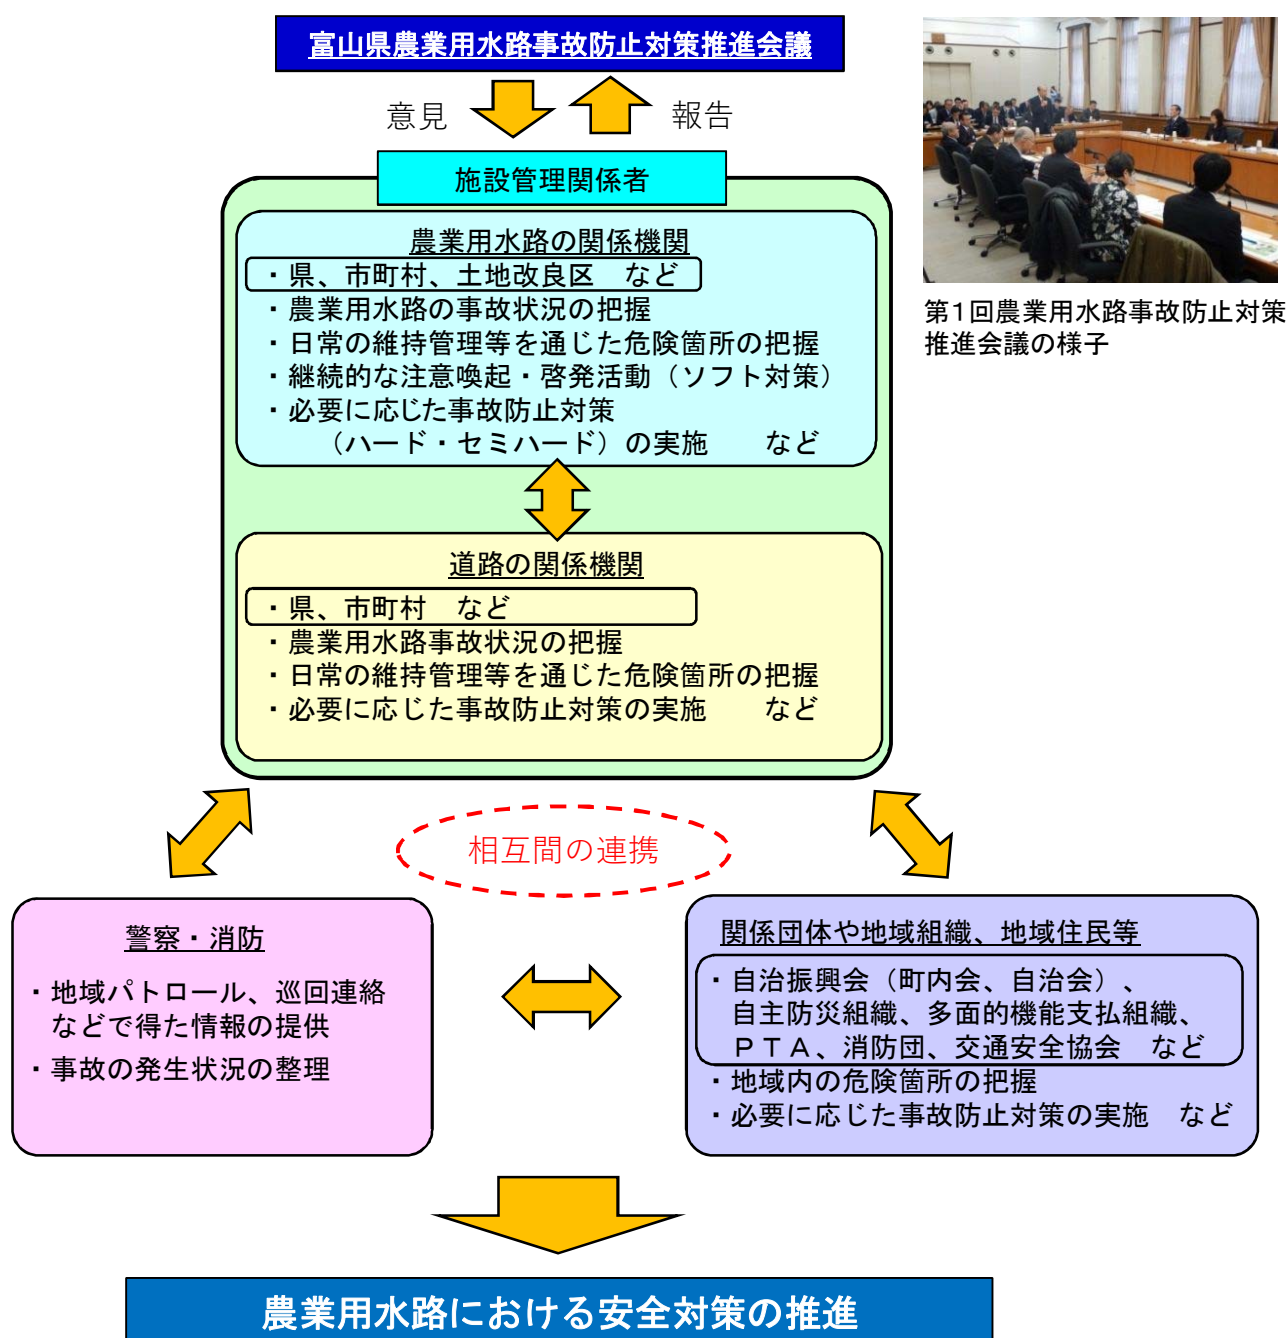 富山県農業用水路事故防止対策推進会議
意見
報告
施設管理関係者
農業用水路の関係機関
・県、市町村、土地改良区　など
・農業用水路の事故状況の把握
・日常の維持管理等を通じた危険箇所の把握
・継続的な注意喚起・啓発活動（ソフト対策）
・必要に応じた事故防止対策
（ハード・セミハード）の実施　　など
道路の関係機関
・県、市町村　など
・農業用水路事故状況の把握
・日常の維持管理等を通じた危険箇所の把握
・必要に応じた事故防止対策の実施　　など
第1回農業用水路事故防止対策
推進会議の様子
相互間の連携
警察・消防
・地域パトロール、巡回連絡
などで得た情報の提供
・事故の発生状況の整理
関係団体や地域組織、地域住民等
・自治振興会（町内会、自治会）、
自主防災組織、多面的機能支払組織、
ＰＴＡ、消防団、交通安全協会　など
・地域内の危険箇所の把握
・必要に応じた事故防止対策の実施　など
農業用水路における安全対策の推進